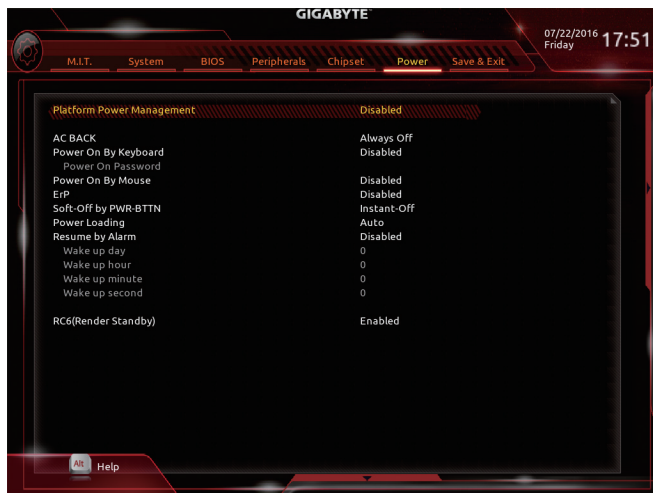 GIGABYTE™
07/22/2016 17:51
Friday
M.I.T. System BIOS Peripherals Chipset Power Save & Exit
Platform Power Management Disabled
AC BACK Always Off
Power On By Keyboard Disabled
Power On Password
Power On By Mouse Disabled
ErP Disabled
Soft-Off by PWR-BTTN Instant-Off
Power Loading Auto
Resume by Alarm Disabled
Wake up day 0
Wake up hour 0
Wake up minute 0
Wake up second 0
RC6(Render Standby) Enabled
Alt Help